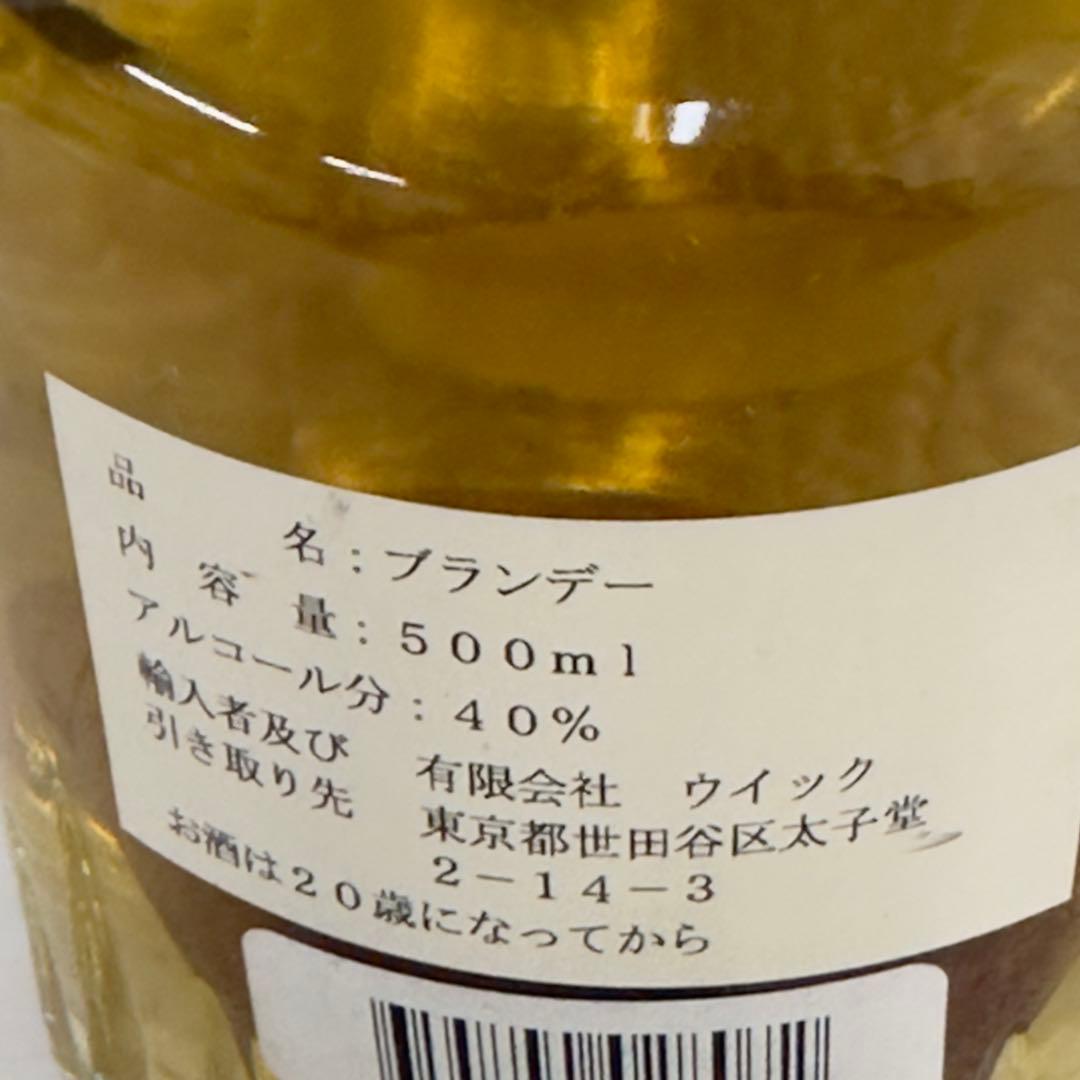 品名：ブランデー
内容量：500ml
アルコール分：40%
輸入者及び 有限会社 ウイック
引き取り先 東京都世田谷区太子堂
2-14-3
お酒は20歳になってから